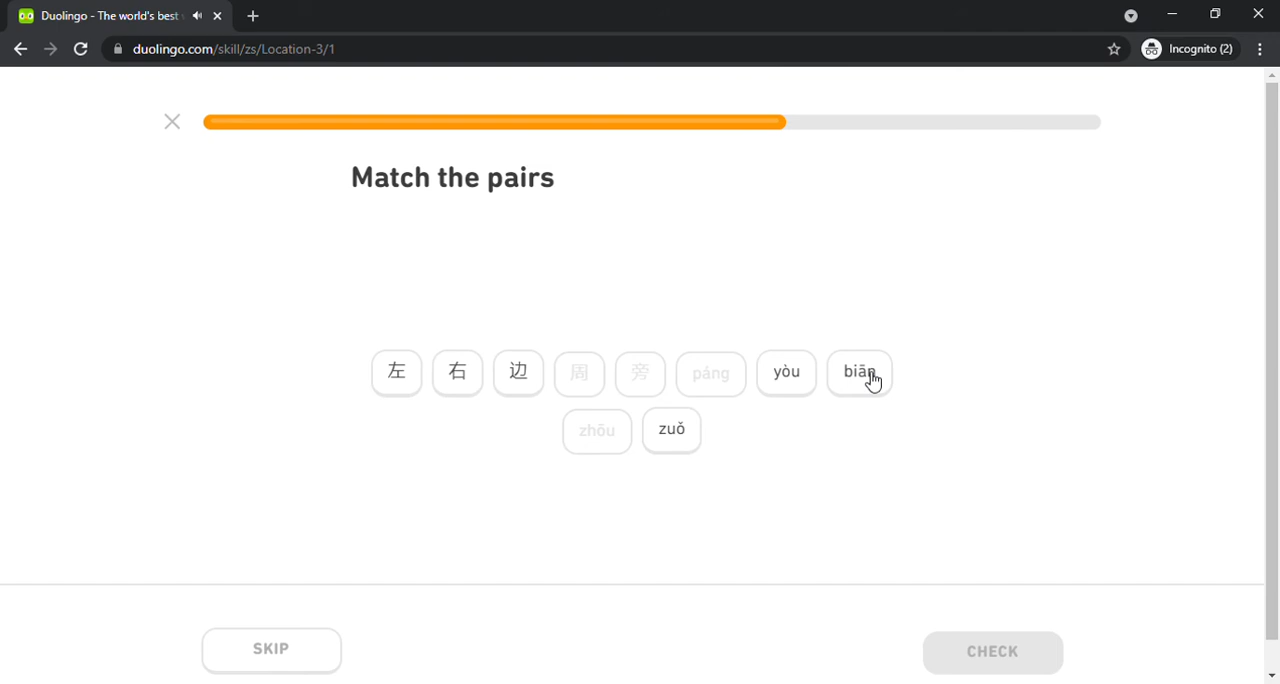 Duolingo - The world's best
duolingo.com/skill/zs/Location-3/1
Incognito (2)
Match the pairs
左 右 边 周 旁 páng yòu biān
zhōu zuǒ
SKIP
CHECK